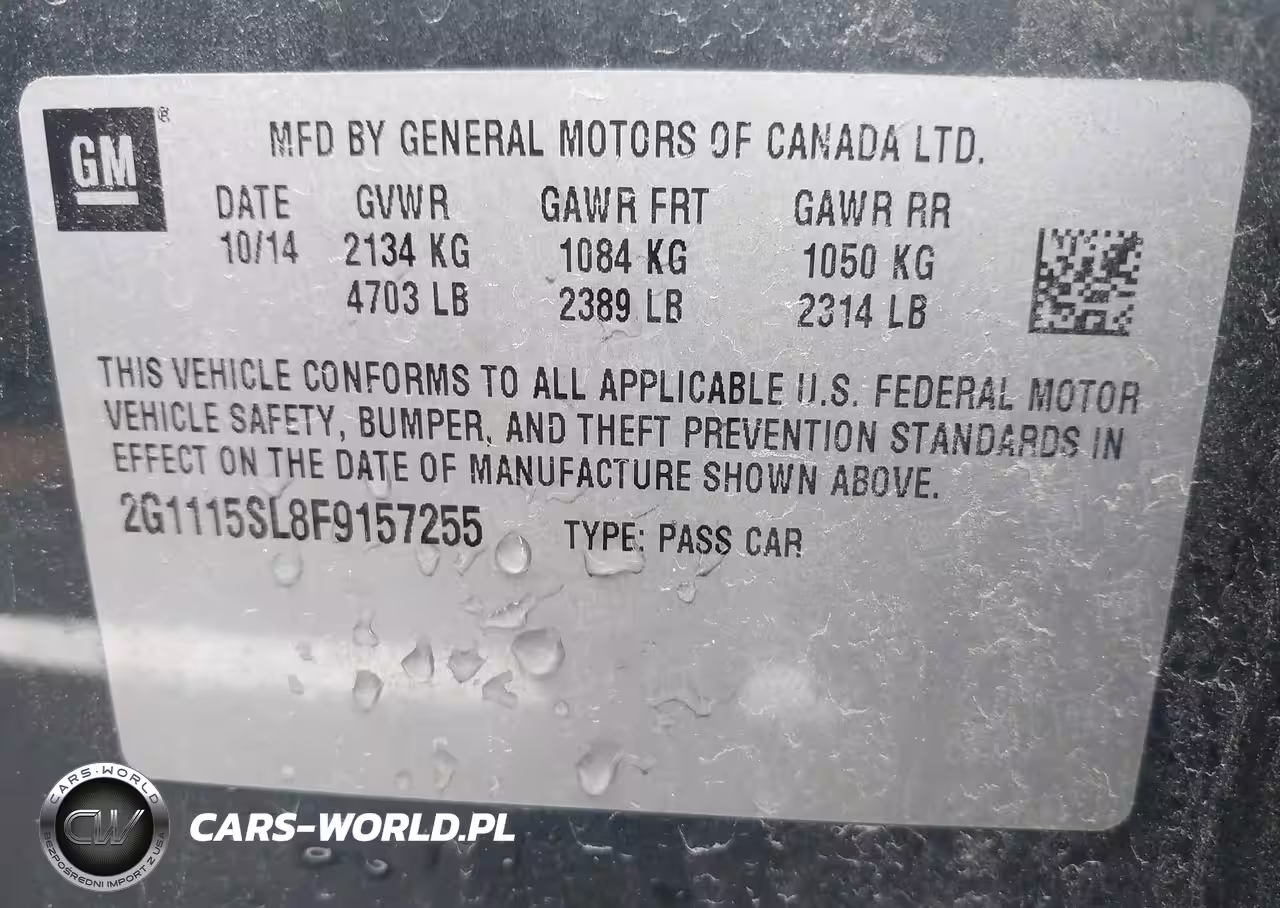 GM ®
MFD BY GENERAL MOTORS OF CANADA LTD.
DATE GVWR GAWR FRT GAWR RR
10/14 2134 KG 1084 KG 1050 KG
4703 LB 2389 LB 2314 LB
THIS VEHICLE CONFORMS TO ALL APPLICABLE U.S. FEDERAL MOTOR
VEHICLE SAFETY, BUMPER, AND THEFT PREVENTION STANDARDS IN
EFFECT ON THE DATE OF MANUFACTURE SHOWN ABOVE.
2G1115SL8F9157255 TYPE: PASS CAR
CARS-WORLD
CW
BEZPOŚREDNI IMPORT Z USA
CARS-WORLD.PL